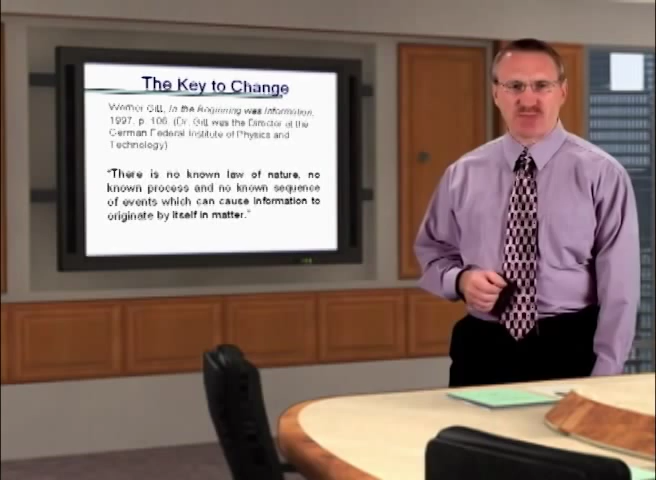 The Key to Change
Werner Gitt, In the Beginning was Information,
1997, p. 106. (Dr. Gitt was the Director at the
German Federal Institute of Physics and
Technology)
“There is no known law of nature, no
known process and no known sequence
of events which can cause information to
originate by itself in matter.”